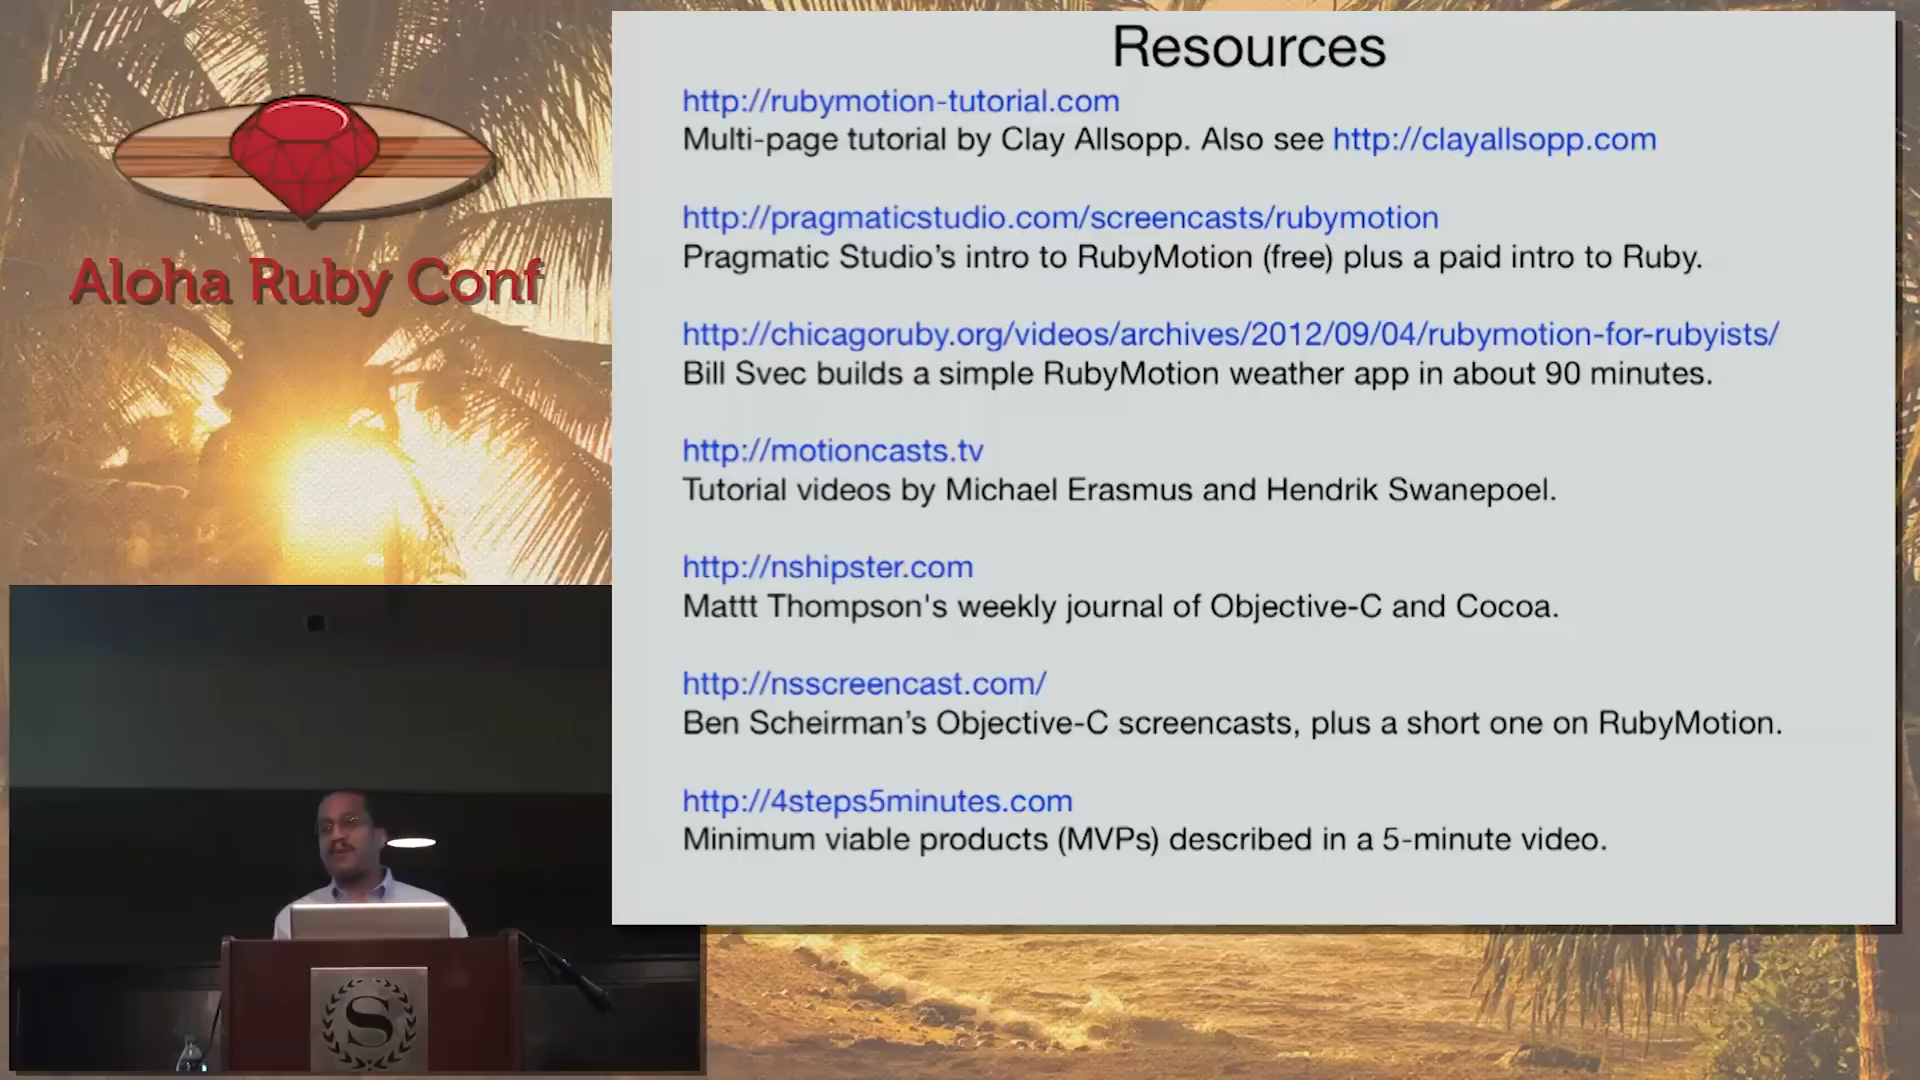 Aloha Ruby Conf
Resources
http://rubymotion-tutorial.com
Multi-page tutorial by Clay Allsopp. Also see http://clayallsopp.com
http://pragmaticstudio.com/screencasts/rubymotion
Pragmatic Studio’s intro to RubyMotion (free) plus a paid intro to Ruby.
http://chicagoruby.org/videos/archives/2012/09/04/rubymotion-for-rubyists/
Bill Svec builds a simple RubyMotion weather app in about 90 minutes.
http://motioncasts.tv
Tutorial videos by Michael Erasmus and Hendrik Swanepoel.
http://nshipster.com
Mattt Thompson's weekly journal of Objective-C and Cocoa.
http://nsscreencast.com/
Ben Scheirman’s Objective-C screencasts, plus a short one on RubyMotion.
http://4steps5minutes.com
Minimum viable products (MVPs) described in a 5-minute video.
S